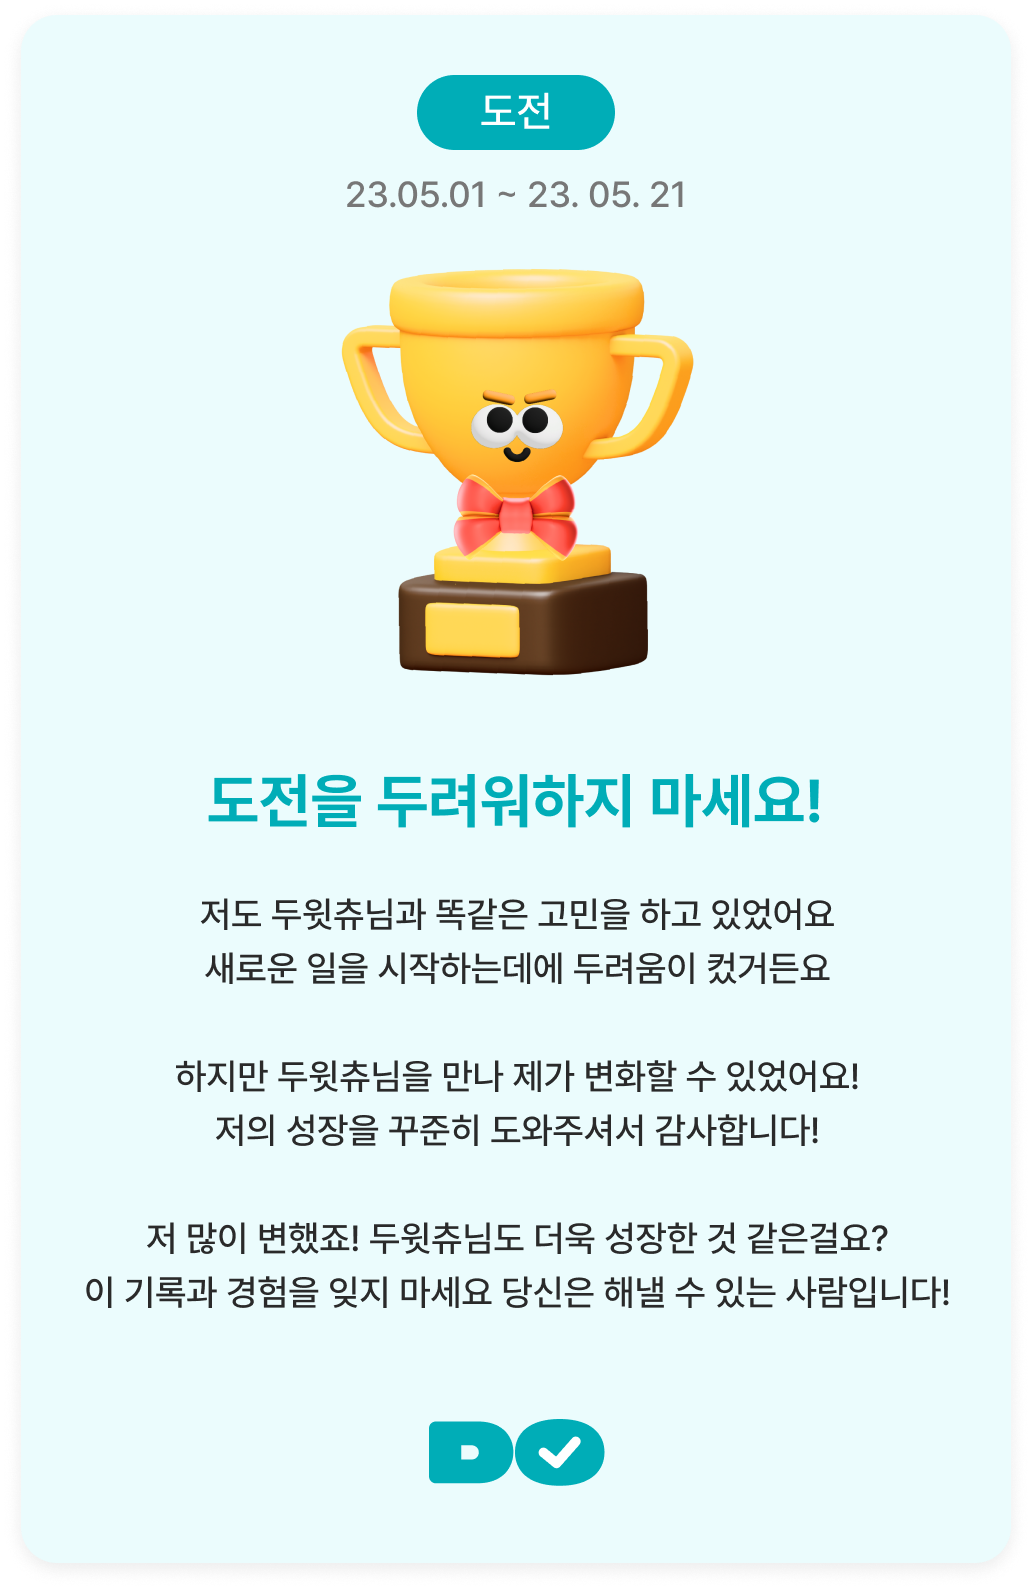 도전
23.05.01 ~ 23. 05. 21
도전을 두려워하지 마세요!
저도 두윗츄님과 똑같은 고민을 하고 있었어요
새로운 일을 시작하는데에 두려움이 컸거든요
하지만 두윗츄님을 만나 제가 변화할 수 있었어요!
저의 성장을 꾸준히 도와주셔서 감사합니다!
저 많이 변했죠! 두윗츄님도 더욱 성장한 것 같은걸요?
이 기록과 경험을 잊지 마세요 당신은 해낼 수 있는 사람입니다!
DO